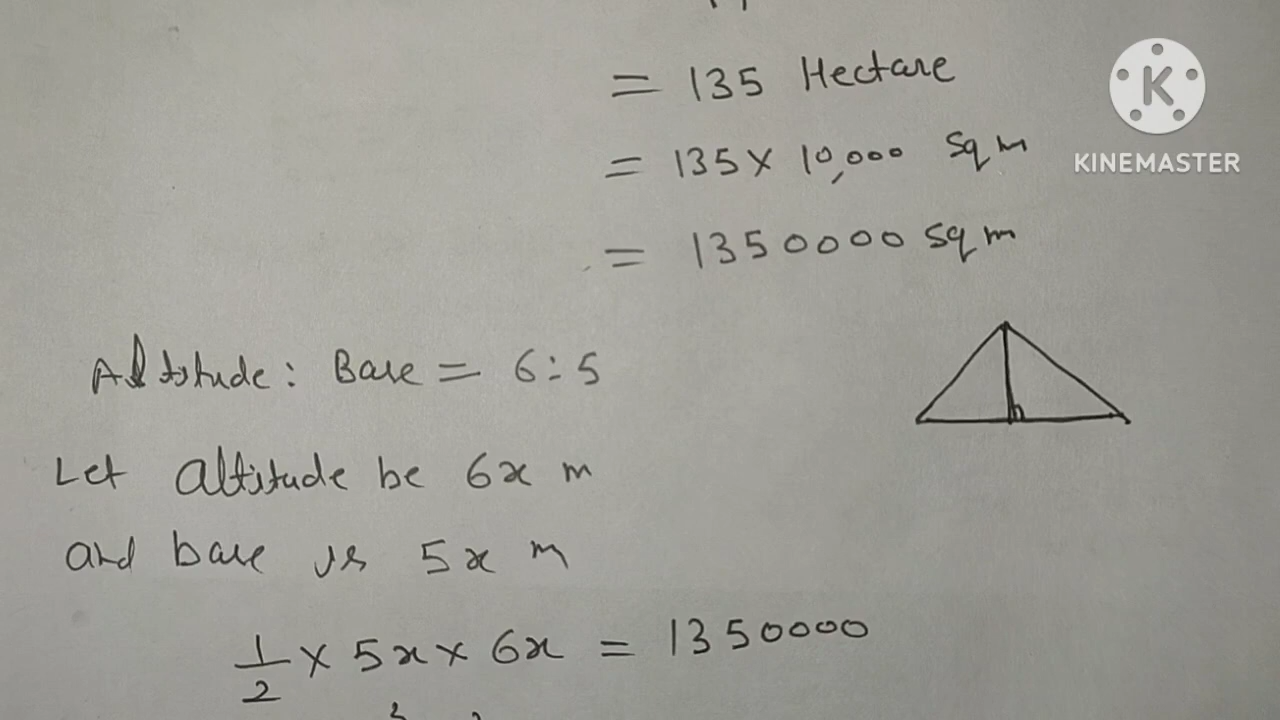 = 135 Hectare
= 135 x 10,000 Sq m
= 1350000 Sq m
K
KINEMASTER
Altitude : Base = 6:5
Let altitude be 6x m
and base is 5x m
1/2 x 5x x 6x = 1350000